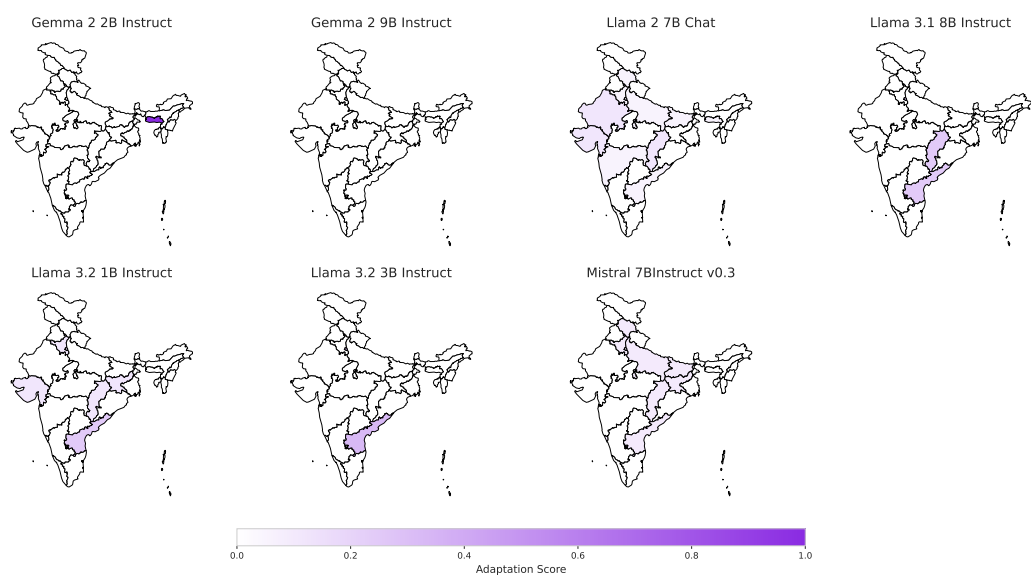 Gemma 2 2B Instruct
Gemma 2 9B Instruct
Llama 2 7B Chat
Llama 3.1 8B Instruct
Llama 3.2 1B Instruct
Llama 3.2 3B Instruct
Mistral 7BInstruct v0.3
0.0 0.2 0.4 0.6 0.8 1.0
Adaptation Score